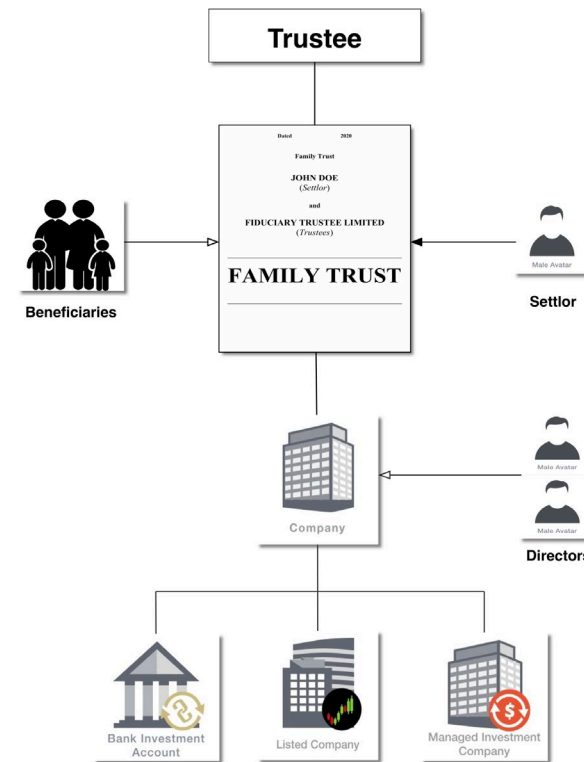 Trustee
Dated 2020
Family Trust
JOHN DOE
(Settlor)
and
FIDUCIARY TRUSTEE LIMITED
(Trustees)
FAMILY TRUST
Beneficiaries
Male Avatar
Settlor
Company
Male Avatar
Male Avatar
Directors
Bank Investment
Account
Listed Company
Managed Investment
Company